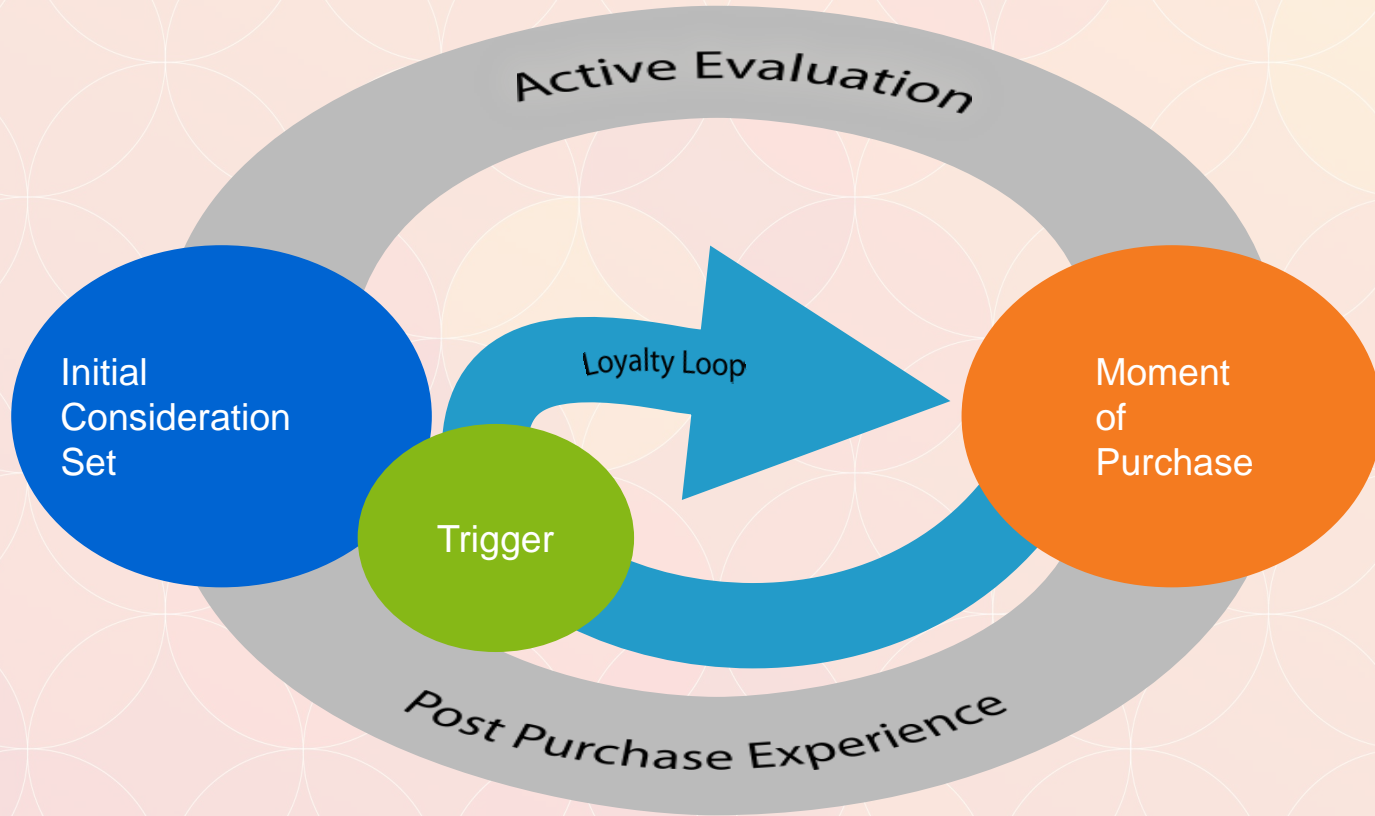 Active Evaluation
Initial
Consideration
Set
Loyalty Loop
Moment
of
Purchase
Trigger
Post Purchase Experience